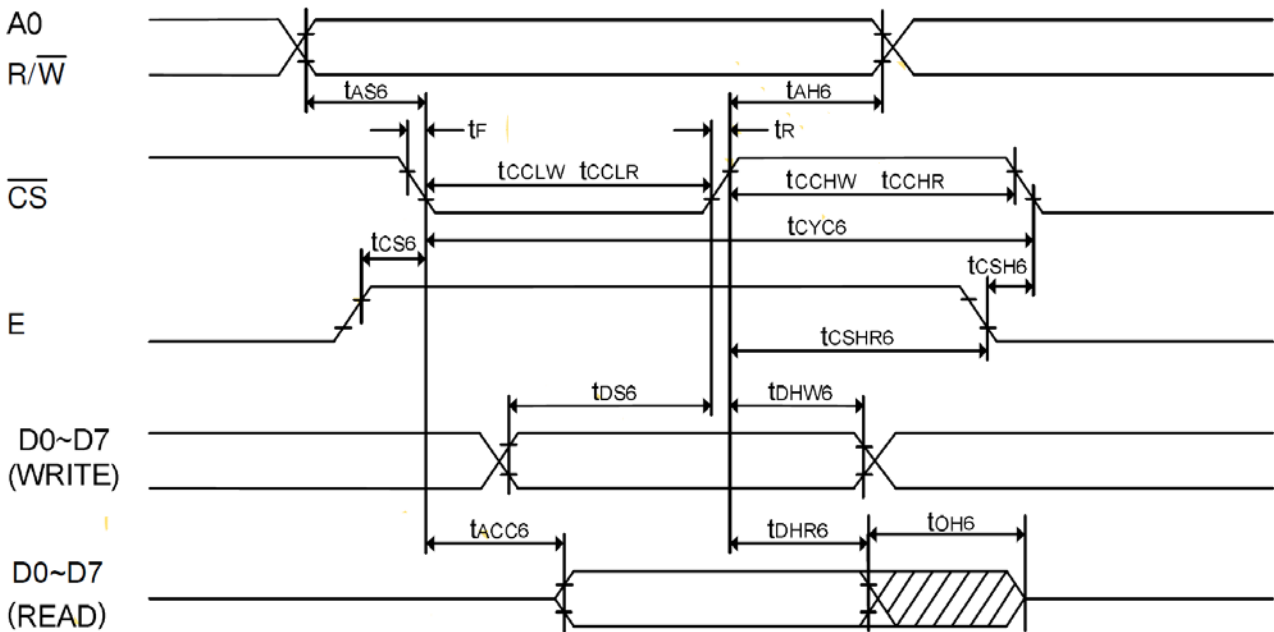 A0
R/W̅
tAS6
tAH6
tF
tR
C̅S̅
tCCLW tCCLR
tCCHW tCCHR
tCYC6
tCS6
tCSH6
E
tCSHR6
tDS6
tDHW6
D0~D7
(WRITE)
tACC6
tDHR6
tOH6
D0~D7
(READ)